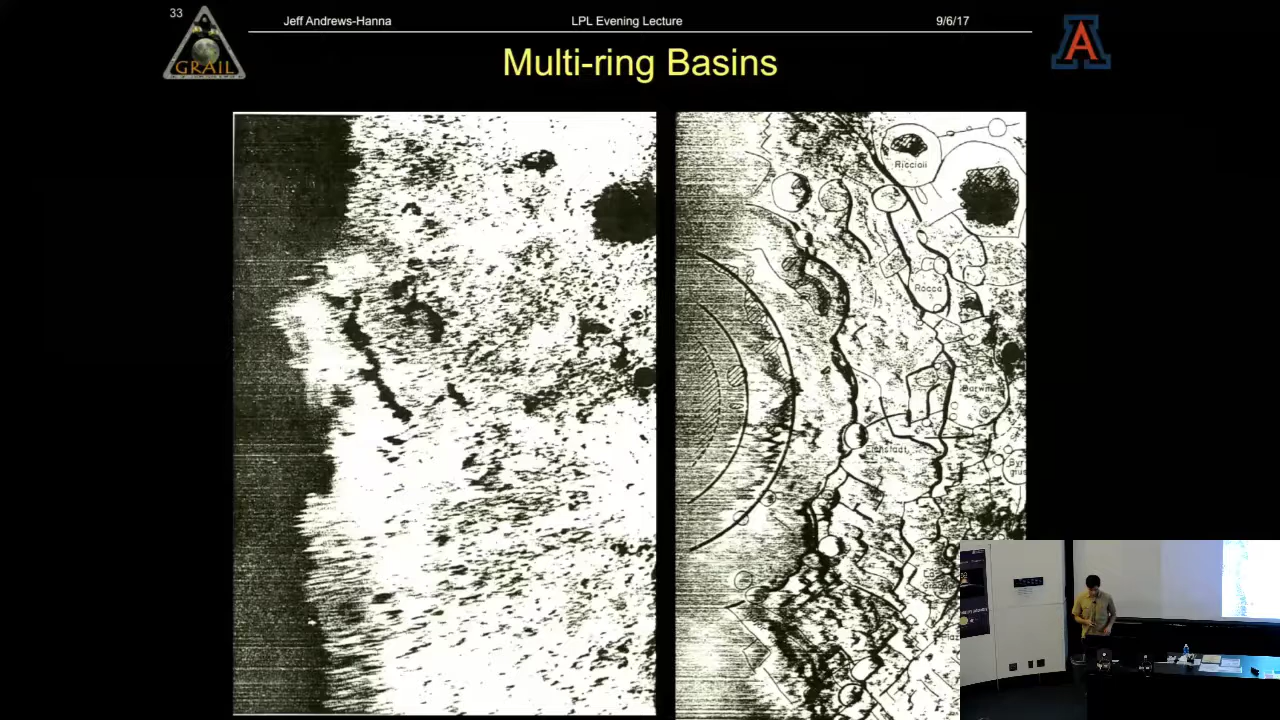 33
Jeff Andrews-Hanna
LPL Evening Lecture
9/6/17
GRAIL
A
Multi-ring Basins
Riccioli
Rocca
Darwin
Eichstadt